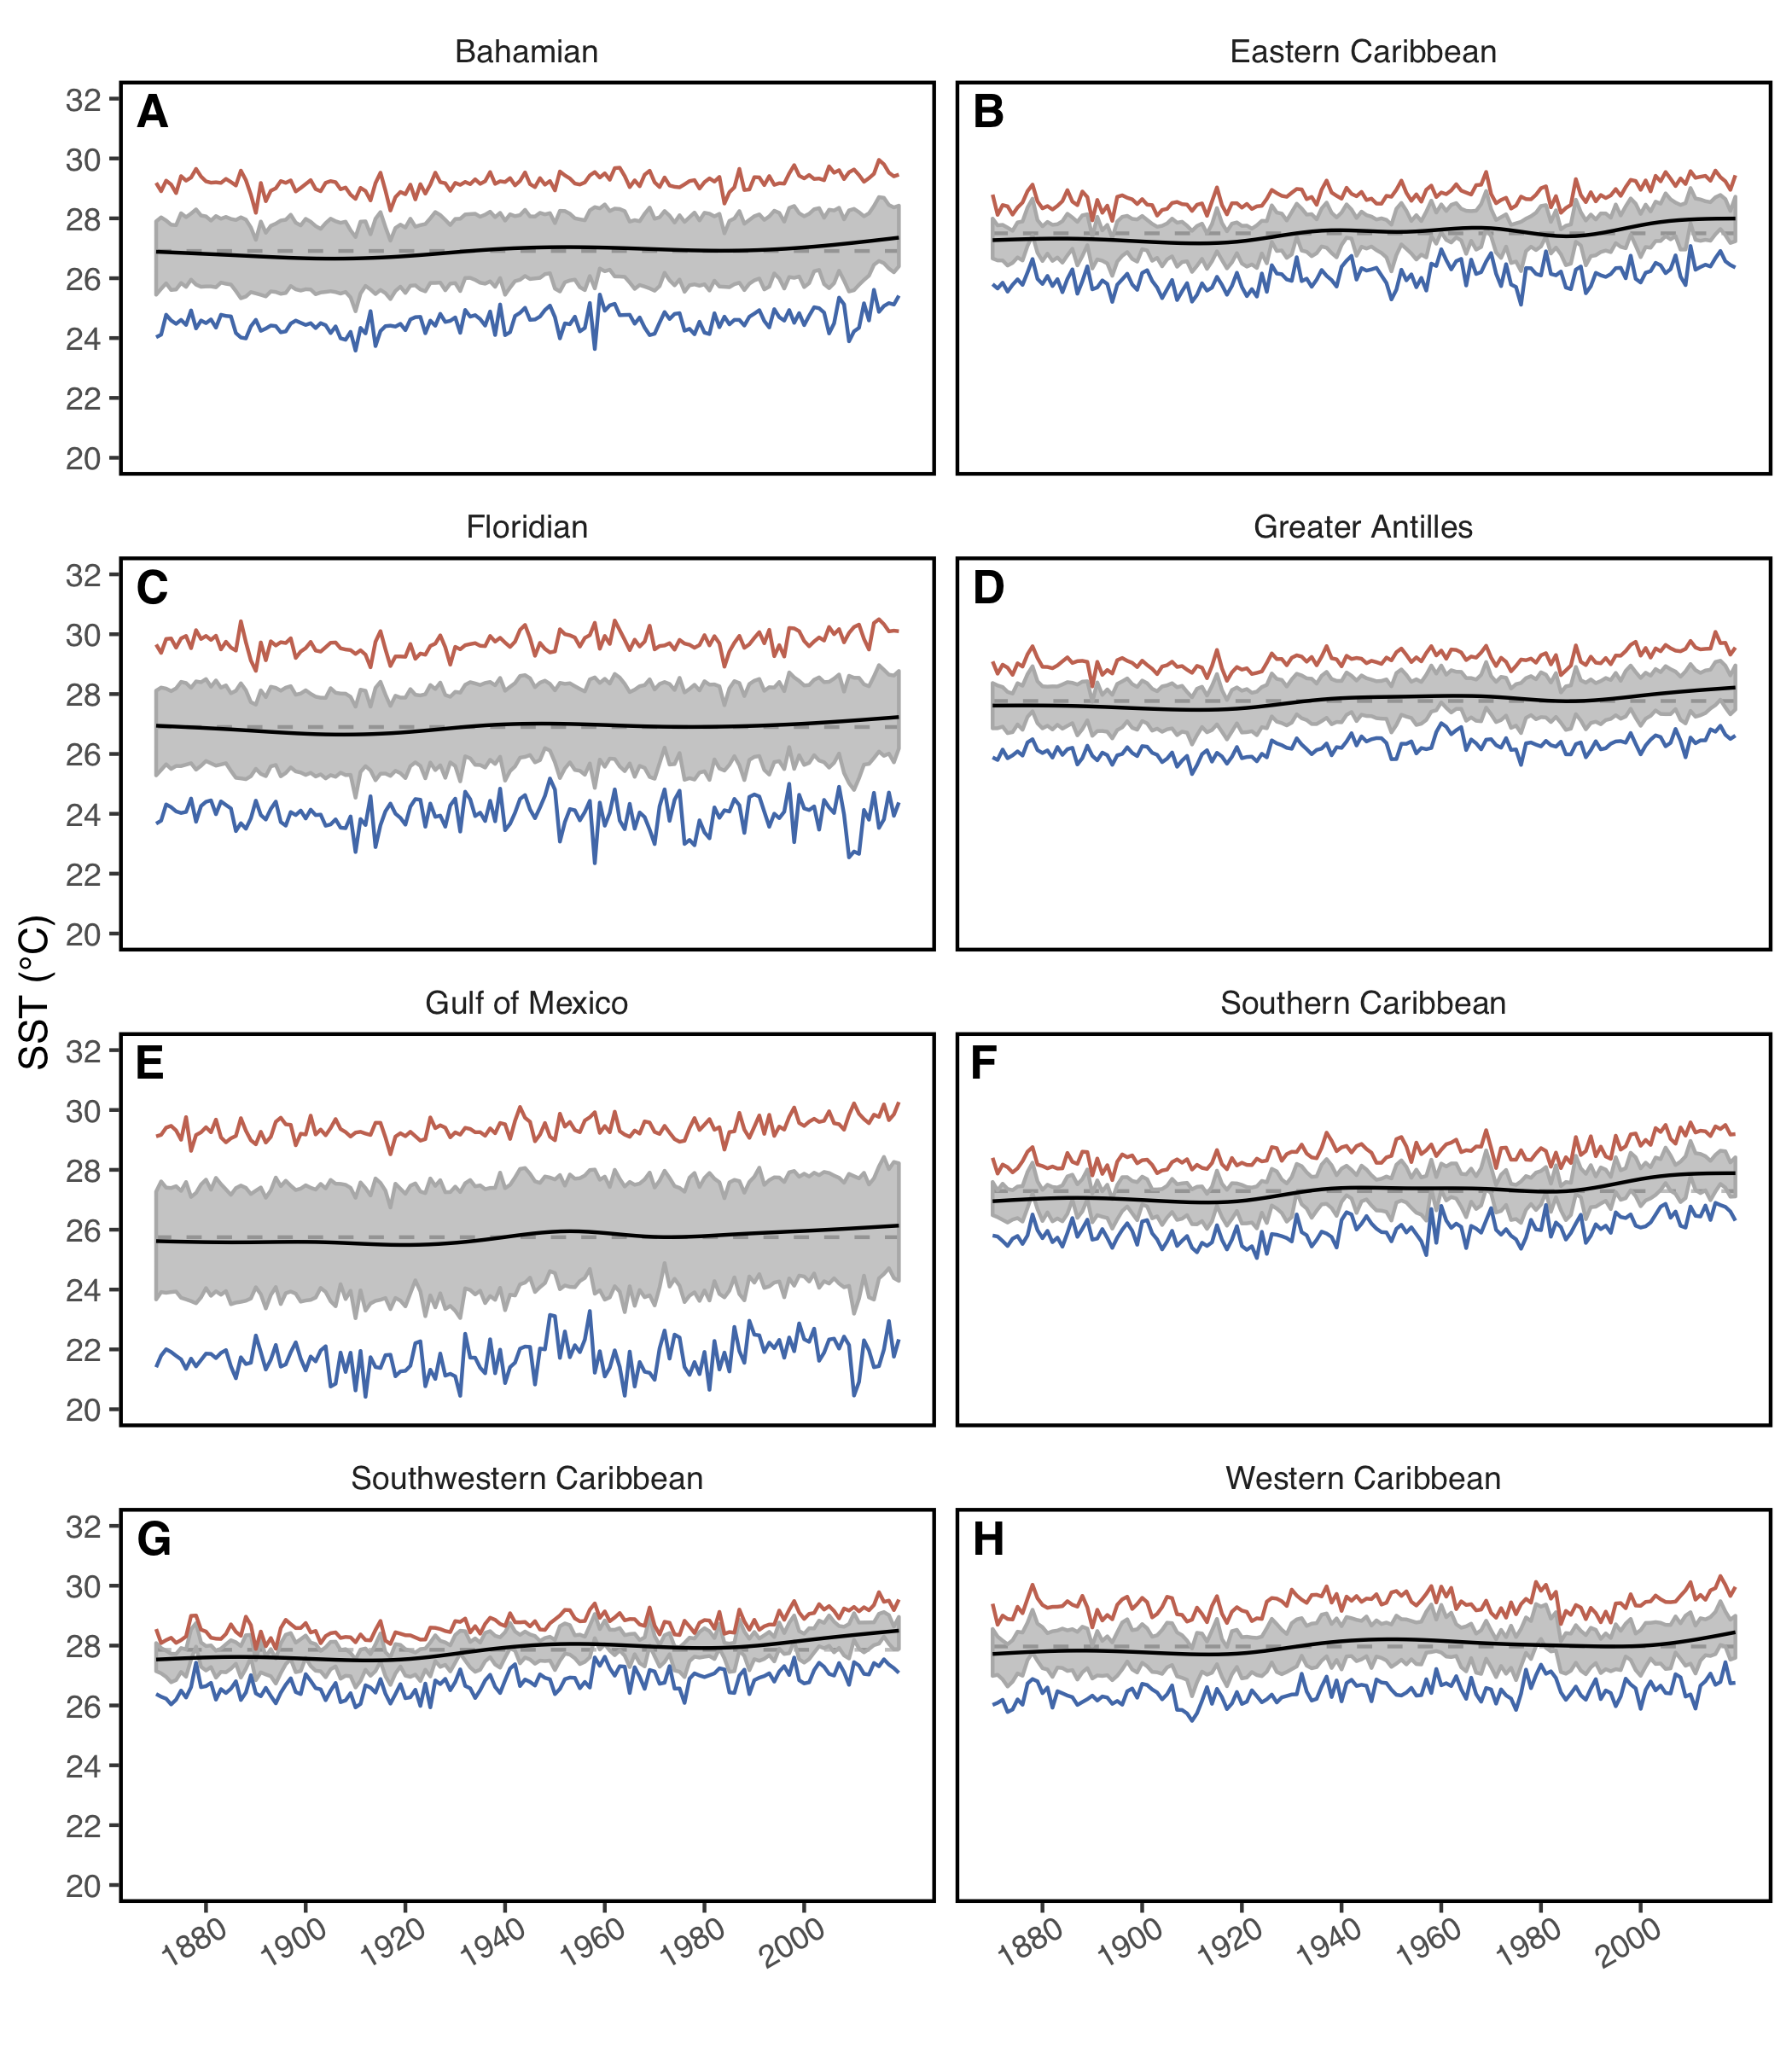 Bahamian
Eastern Caribbean
A
B
32
30
28
26
24
22
20
Floridian
Greater Antilles
C
D
32
30
28
26
24
22
20
Gulf of Mexico
Southern Caribbean
E
F
32
30
28
26
24
22
20
SST (°C)
Southwestern Caribbean
Western Caribbean
G
H
32
30
28
26
24
22
20
1880 1900 1920 1940 1960 1980 2000
1880 1900 1920 1940 1960 1980 2000